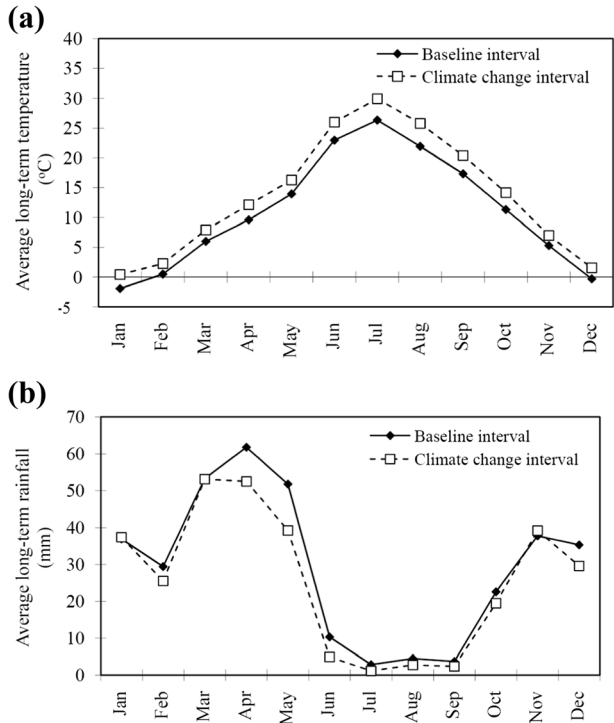 (a)
Average long-term temperature
(°C)
40
35
30
25
20
15
10
5
0
-5
Baseline interval
Climate change interval
Jan
Feb
Mar
Apr
May
Jun
Jul
Aug
Sep
Oct
Nov
Dec
(b)
Average long-term rainfall
(mm)
70
60
50
40
30
20
10
0
Baseline interval
Climate change interval
Jan
Feb
Mar
Apr
May
Jun
Jul
Aug
Sep
Oct
Nov
Dec